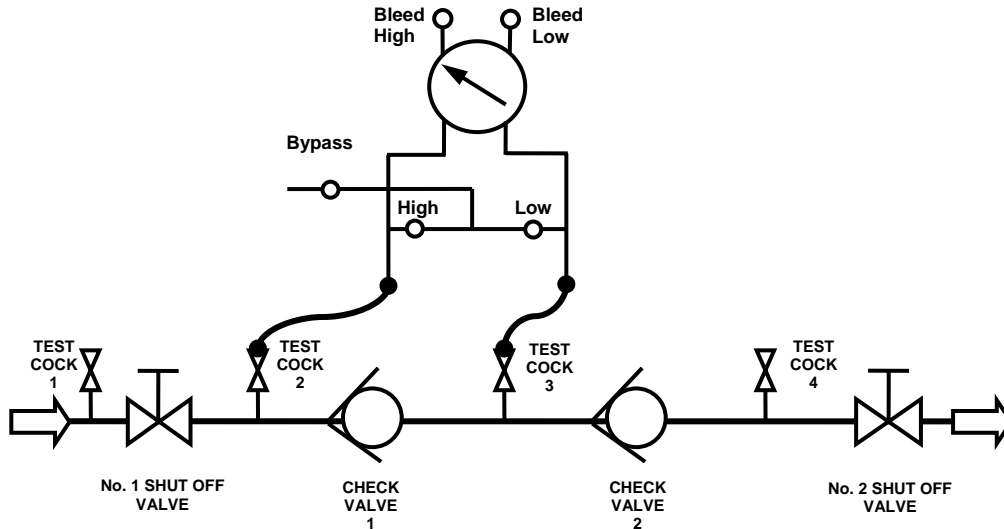 Bleed
High
Bleed
Low
Bypass
High
Low
TEST
COCK
1
TEST
COCK
2
TEST
COCK
3
TEST
COCK
4
No. 1 SHUT OFF
VALVE
CHECK
VALVE
1
CHECK
VALVE
2
No. 2 SHUT OFF
VALVE